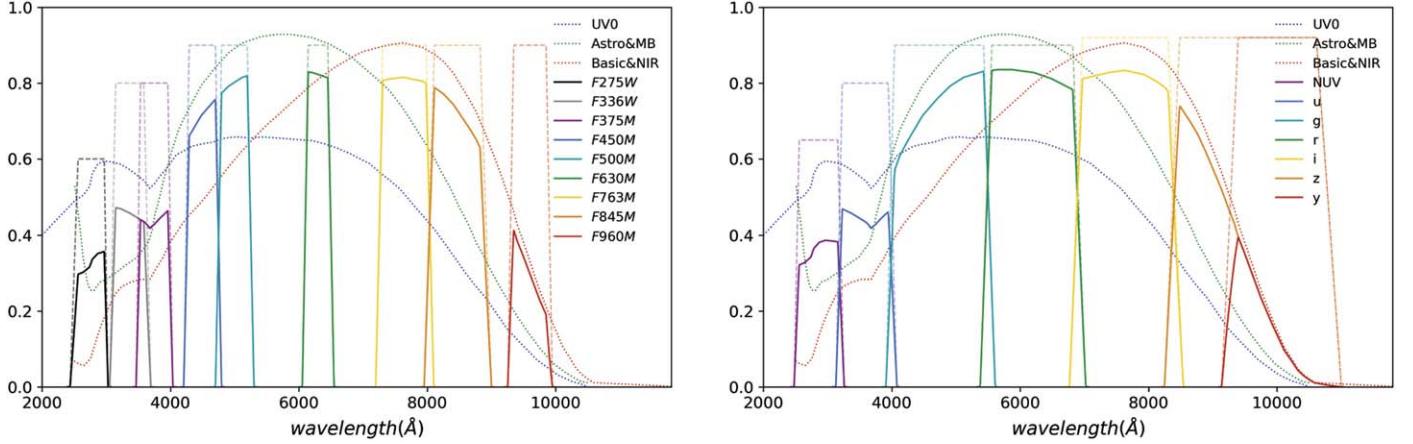 1.0
0.8
0.6
0.4
0.2
0.0
2000 4000 6000 8000 10000
wavelength(Å)
UV0
Astro&MB
Basic&NIR
F275W
F336W
F375M
F450M
F500M
F630M
F763M
F845M
F960M
1.0
0.8
0.6
0.4
0.2
0.0
2000 4000 6000 8000 10000
wavelength(Å)
UV0
Astro&MB
Basic&NIR
NUV
u
g
r
i
z
y